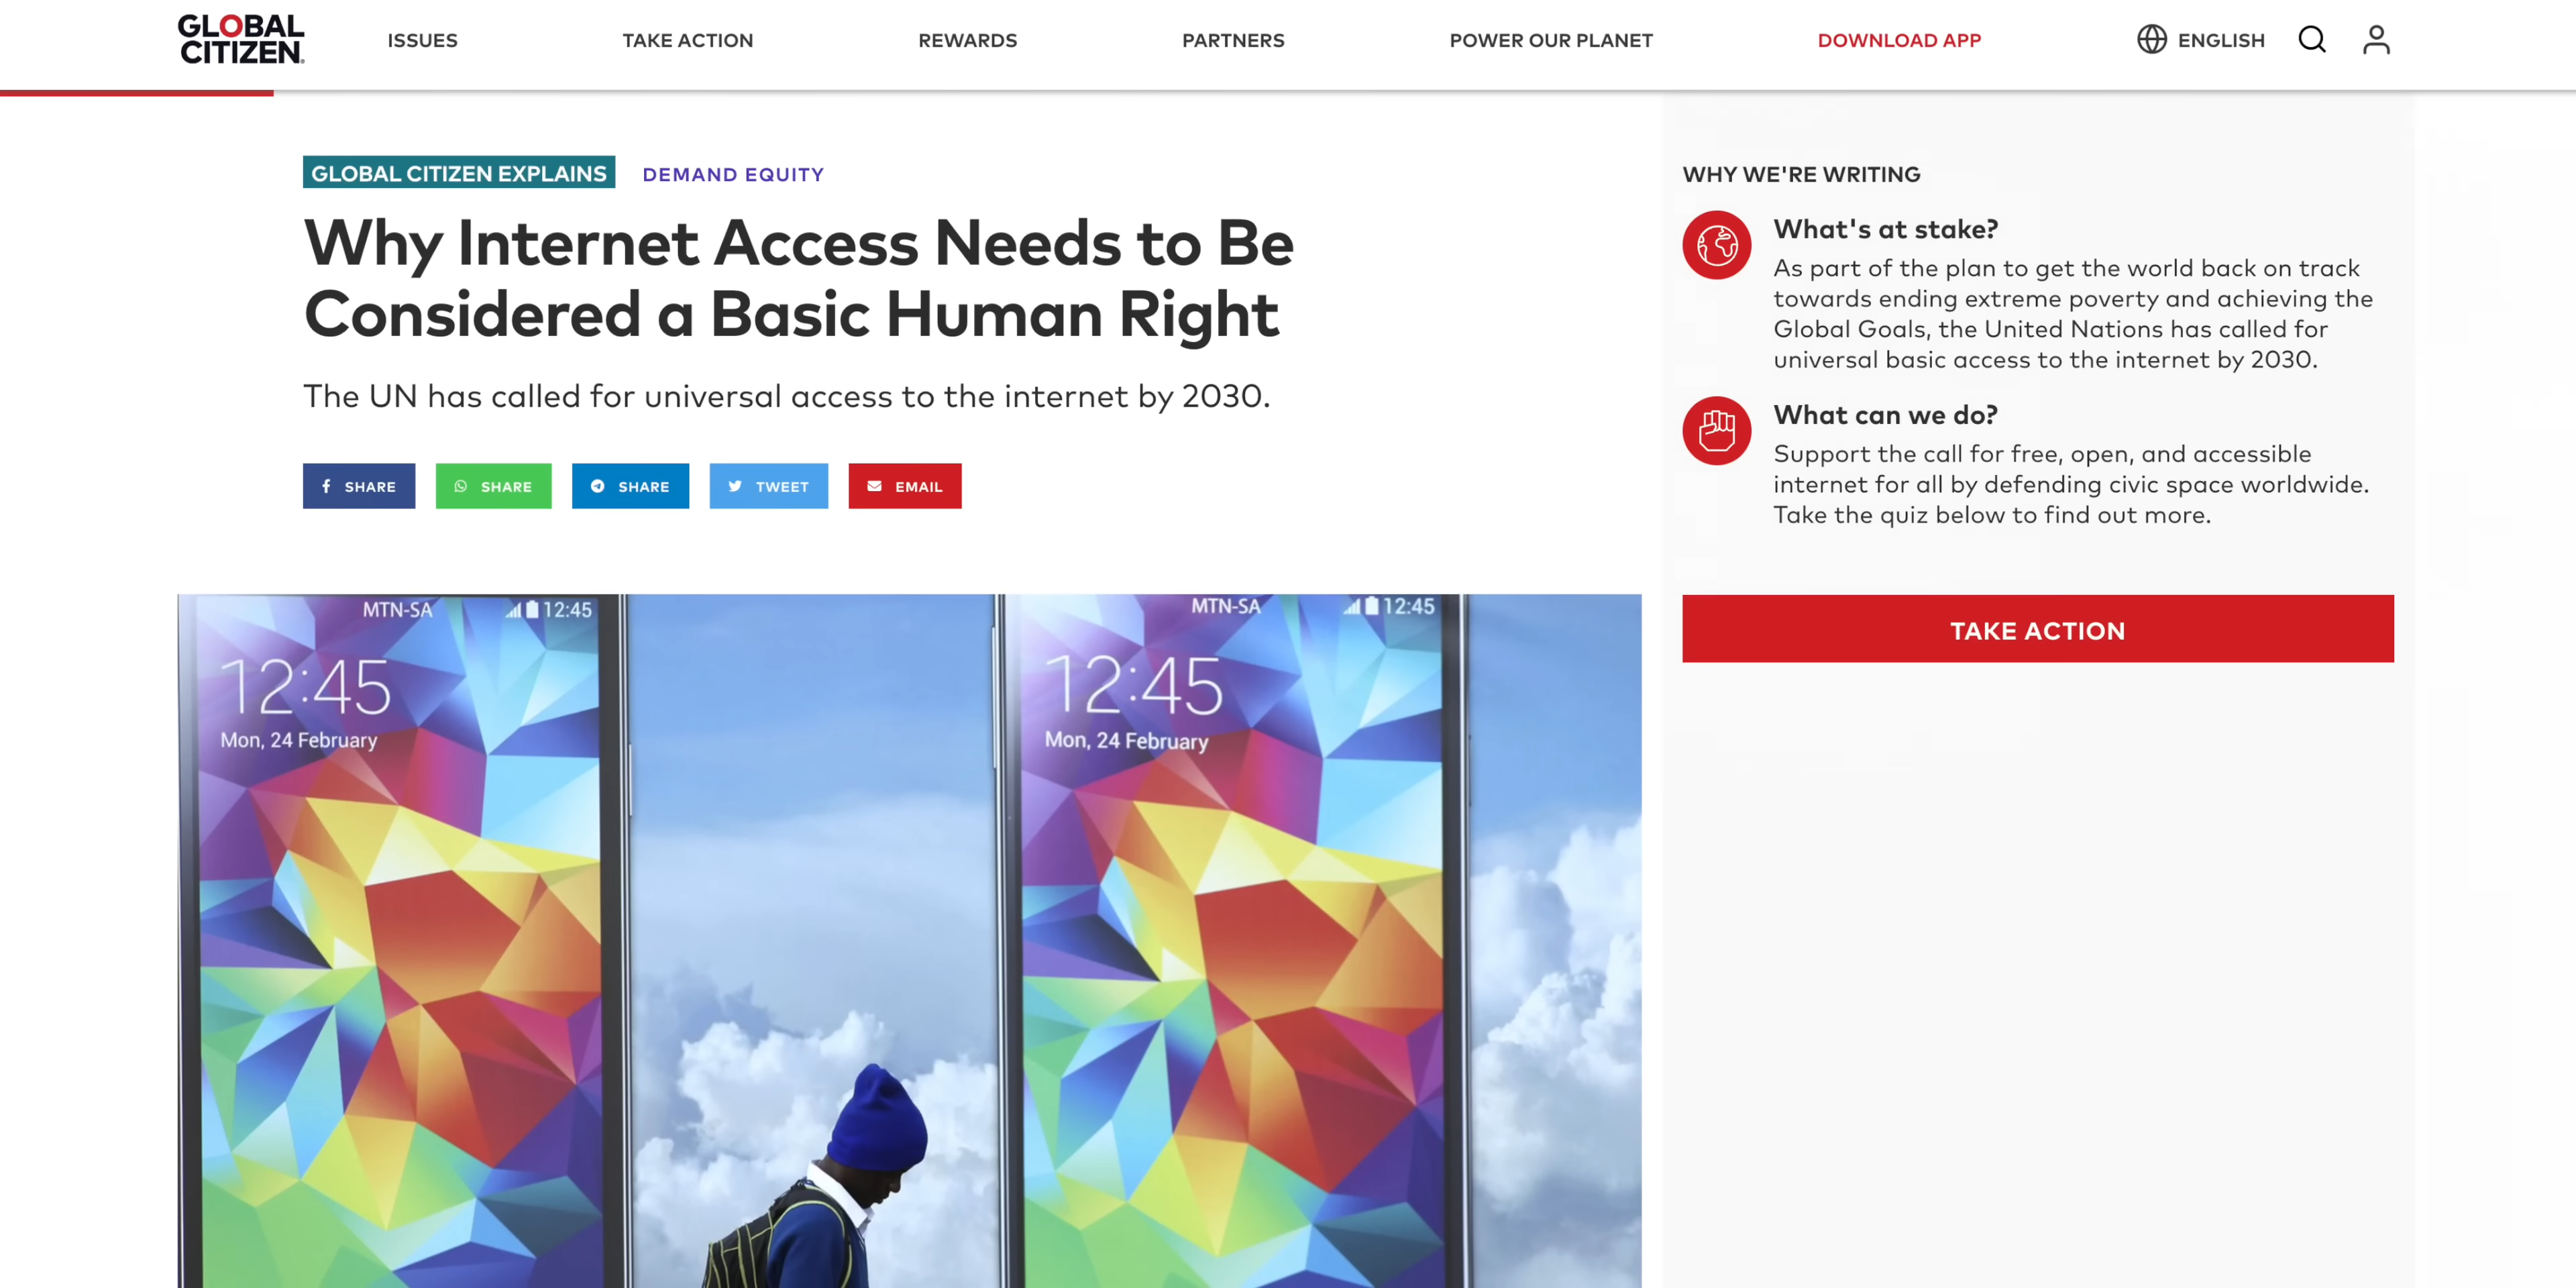 GLOBAL
CITIZEN.
ISSUES
TAKE ACTION
REWARDS
PARTNERS
POWER OUR PLANET
DOWNLOAD APP
ENGLISH
GLOBAL CITIZEN EXPLAINS
DEMAND EQUITY
Why Internet Access Needs to Be
Considered a Basic Human Right
The UN has called for universal access to the internet by 2030.
SHARE
SHARE
SHARE
TWEET
EMAIL
WHY WE'RE WRITING
What's at stake?
As part of the plan to get the world back on track
towards ending extreme poverty and achieving the
Global Goals, the United Nations has called for
universal basic access to the internet by 2030.
What can we do?
Support the call for free, open, and accessible
internet for all by defending civic space worldwide.
Take the quiz below to find out more.
TAKE ACTION
MTN-SA
12:45
12:45
Mon, 24 February
MTN-SA
12:45
12:45
Mon, 24 February